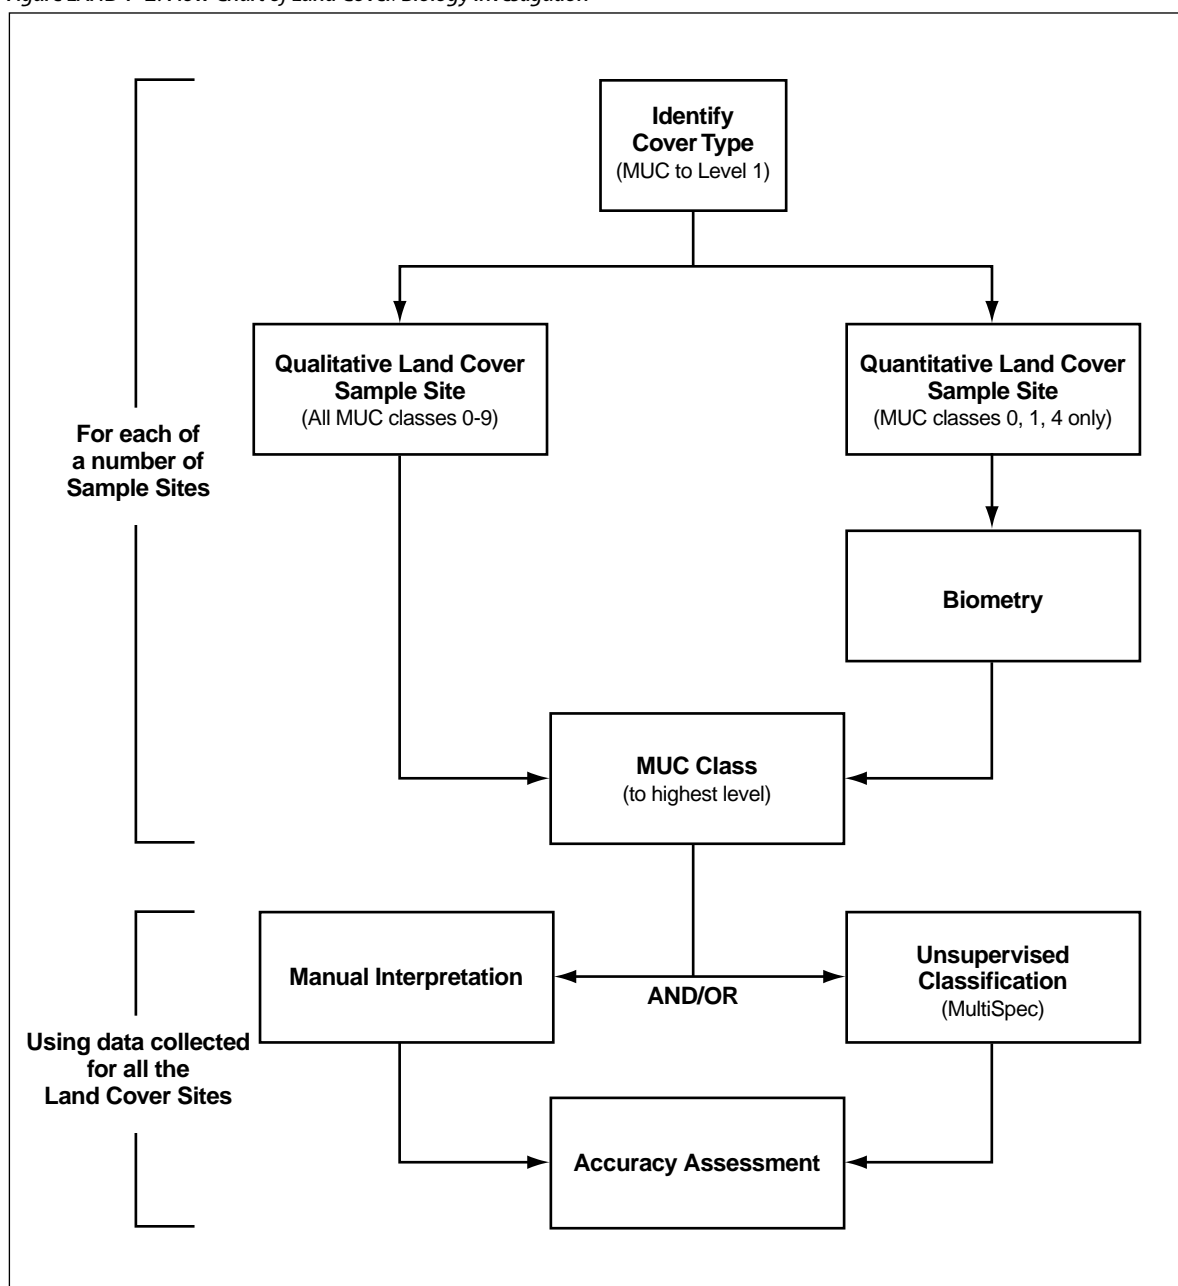 Identify
Cover Type
(MUC to Level 1)
Qualitative Land Cover
Sample Site
(All MUC classes 0-9)
Quantitative Land Cover
Sample Site
(MUC classes 0, 1, 4 only)
For each of
a number of
Sample Sites
Biometry
MUC Class
(to highest level)
Manual Interpretation
AND/OR
Unsupervised
Classification
(MultiSpec)
Using data collected
for all the
Land Cover Sites
Accuracy Assessment